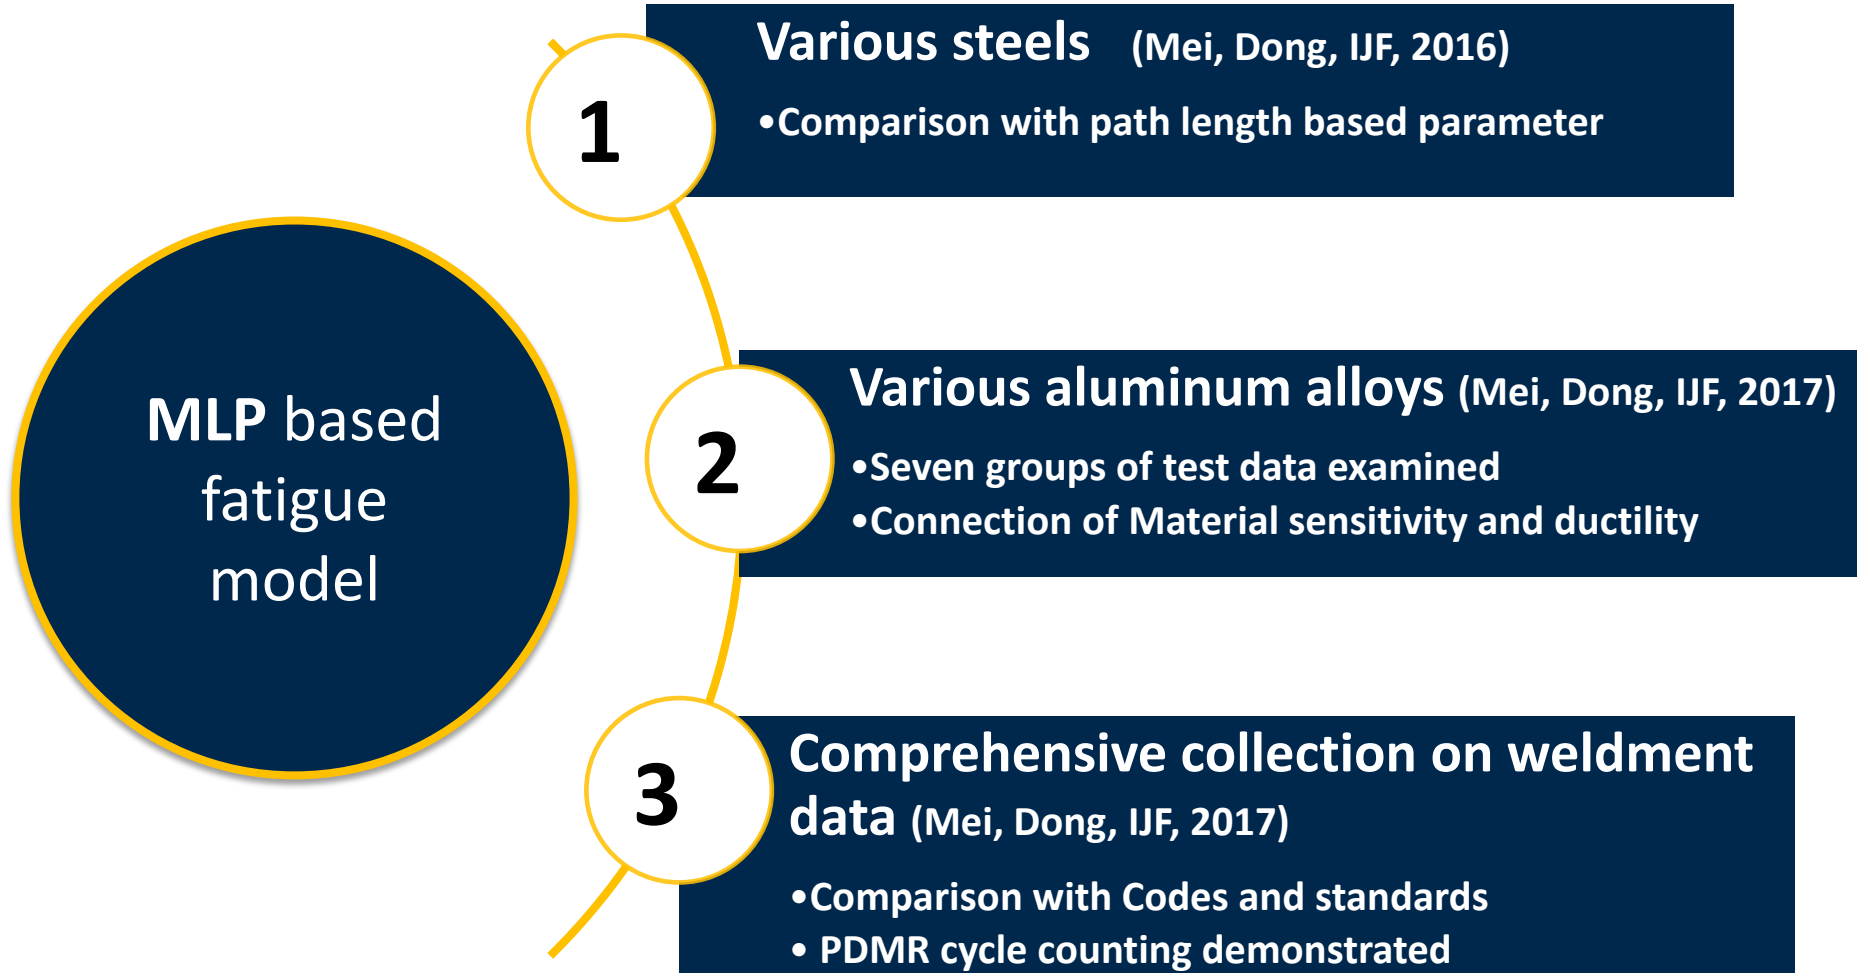 MLP based
fatigue
model
1
Various steels (Mei, Dong, IJF, 2016)
•Comparison with path length based parameter
2
Various aluminum alloys (Mei, Dong, IJF, 2017)
•Seven groups of test data examined
•Connection of Material sensitivity and ductility
3
Comprehensive collection on weldment
data (Mei, Dong, IJF, 2017)
•Comparison with Codes and standards
• PDMR cycle counting demonstrated